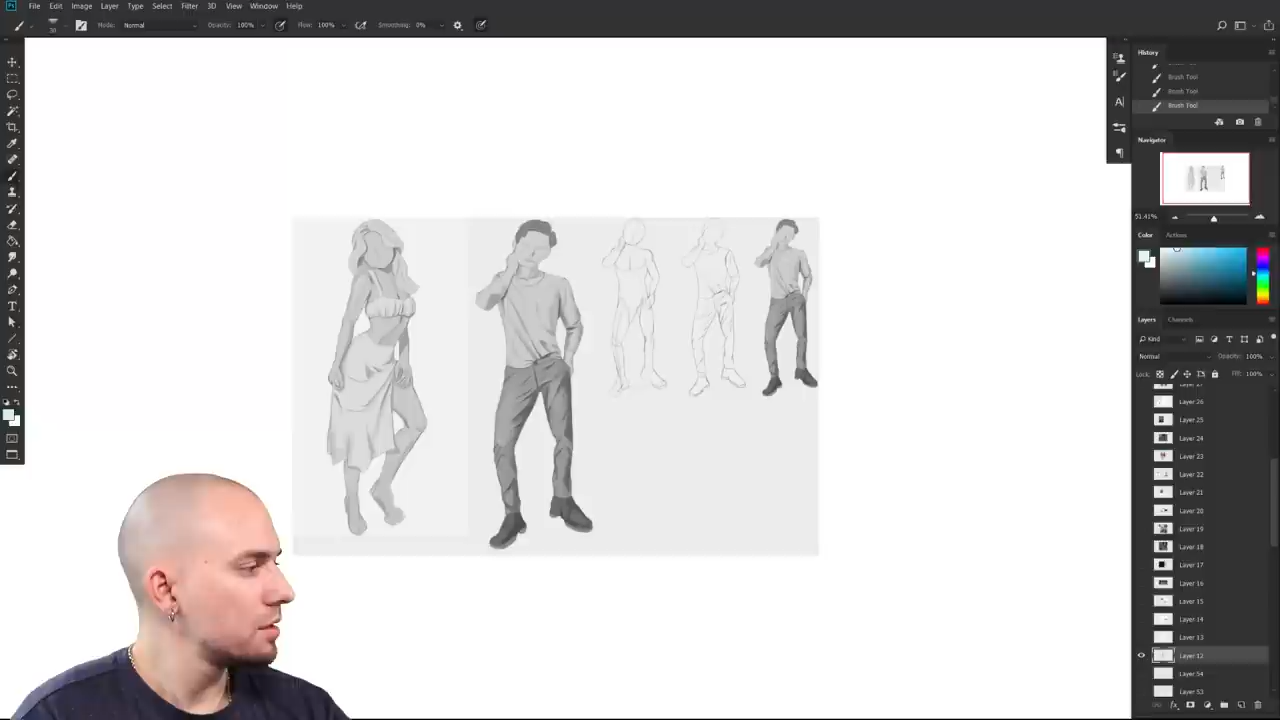 Ps File Edit Image Layer Type Select Filter 3D View Window Help
30 Mode: Normal Opacity: 100% Flow: 100% Smoothing: 0%
History
Brush Tool
Brush Tool
Brush Tool
Navigator
51.41%
Color Actions
Layers Channels
Kind
Normal Opacity: 100%
Lock: Fill: 100%
Layer 26
Layer 25
Layer 24
Layer 23
Layer 22
Layer 21
Layer 20
Layer 19
Layer 18
Layer 17
Layer 16
Layer 15
Layer 14
Layer 13
Layer 12
Layer 54
Layer 53